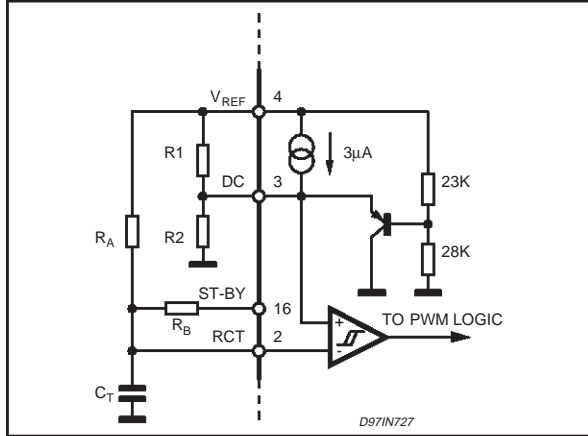 V_REF 4
R1
3µA
DC 3
23K
R_A
R2
28K
ST-BY
16
R_B
TO PWM LOGIC
+
RCT 2
-
C_T
D97IN727